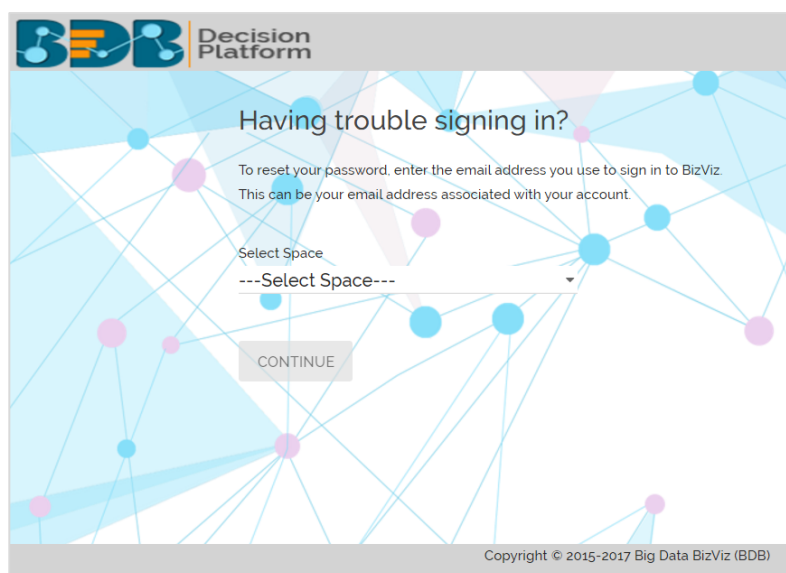 BDB Decision
Platform
Having trouble signing in?
To reset your password, enter the email address you use to sign in to BizViz.
This can be your email address associated with your account.
Select Space
---Select Space---
CONTINUE
Copyright © 2015-2017 Big Data BizViz (BDB)